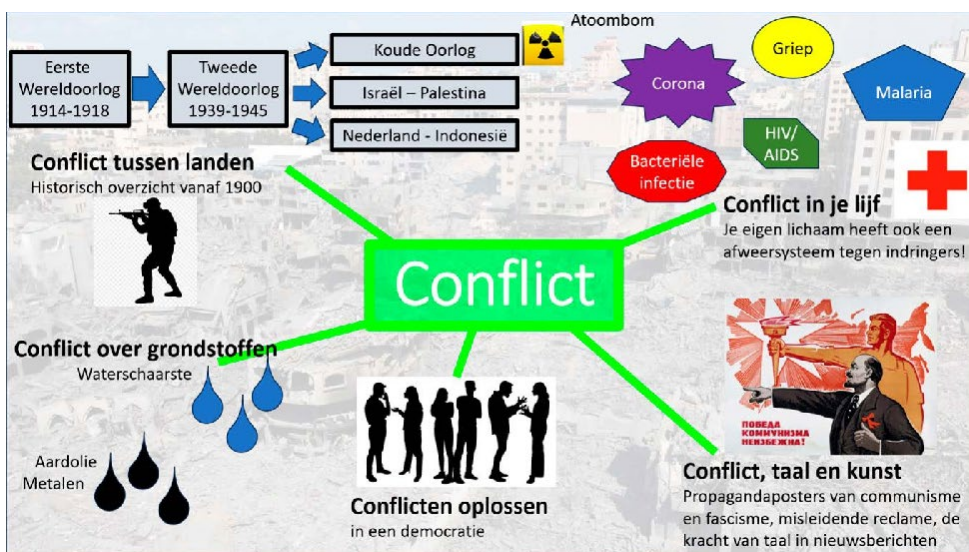 Eerste
Wereldoorlog
1914-1918
Tweede
Wereldoorlog
1939-1945
Koude Oorlog
Israël – Palestina
Nederland - Indonesië
Atoombom
Conflict tussen landen
Historisch overzicht vanaf 1900
Corona
Griep
Malaria
HIV/
AIDS
Bacteriële
infectie
Conflict in je lijf
Je eigen lichaam heeft ook een
afweersysteem tegen indringers!
Conflict
Conflict over grondstoffen
Waterschaarste
Aardolie
Metalen
Conflicten oplossen
in een democratie
ПОБЕДА
КОММУНИЗМА
НЕИЗБЕЖНА!
Conflict, taal en kunst
Propagandaposters van communisme
en fascisme, misleidende reclame, de
kracht van taal in nieuwsberichten